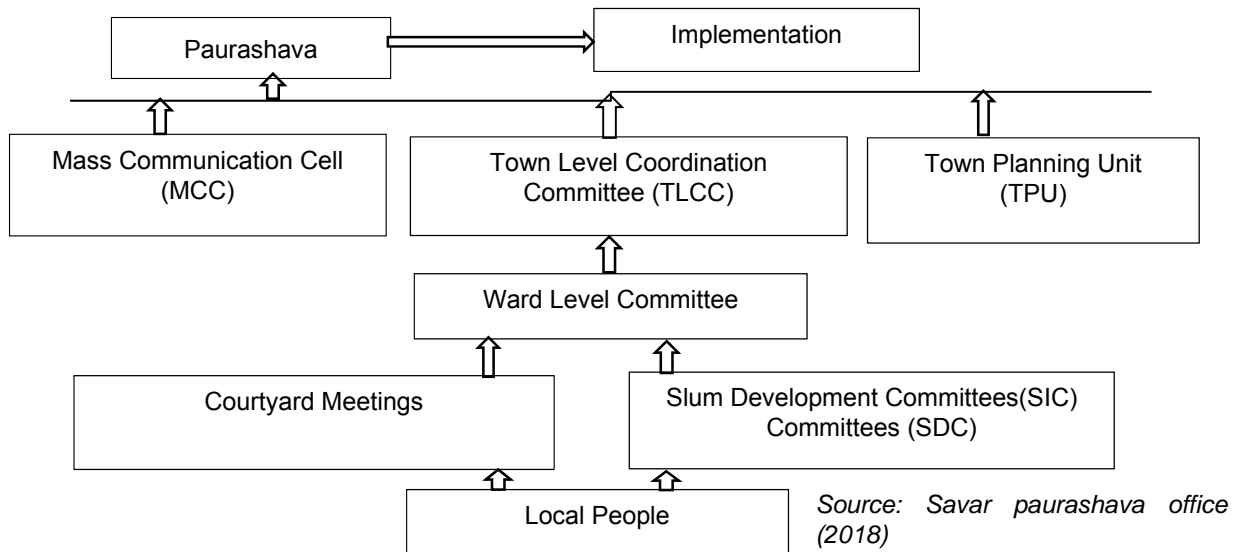 Paurashava
Implementation
Mass Communication Cell
(MCC)
Town Level Coordination
Committee (TLCC)
Town Planning Unit
(TPU)
Ward Level Committee
Courtyard Meetings
Slum Development Committees(SIC)
Committees (SDC)
Local People
Source: Savar paurashava office
(2018)